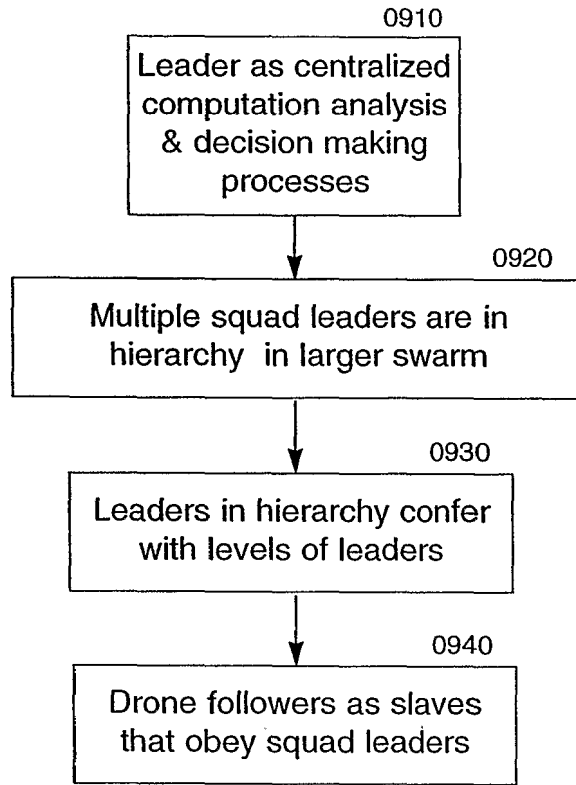 0910
Leader as centralized
computation analysis
& decision making
processes
0920
Multiple squad leaders are in
hierarchy in larger swarm
0930
Leaders in hierarchy confer
with levels of leaders
0940
Drone followers as slaves
that obey squad leaders